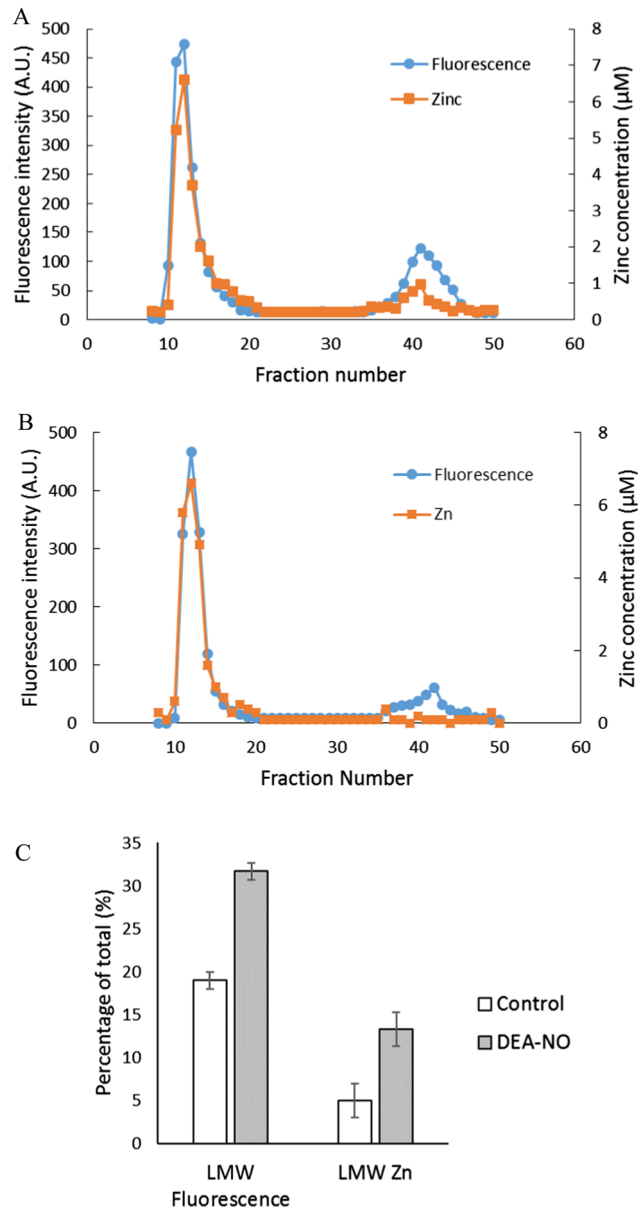 A
Fluorescence intensity (A.U.)
500
450
400
350
300
250
200
150
100
50
0
8
7
6
5
4
3
2
1
0
Zinc concentration (µM)
Fluorescence
Zinc
0 10 20 30 40 50 60
Fraction number
B
Fluorescence intensity (A.U.)
500
400
300
200
100
0
8
6
4
2
0
Zinc concentration (µM)
Fluorescence
Zn
0 10 20 30 40 50 60
Fraction Number
C
Percentage of total (%)
35
30
25
20
15
10
5
0
Control
DEA-NO
LMW LMW Zn
Fluorescence